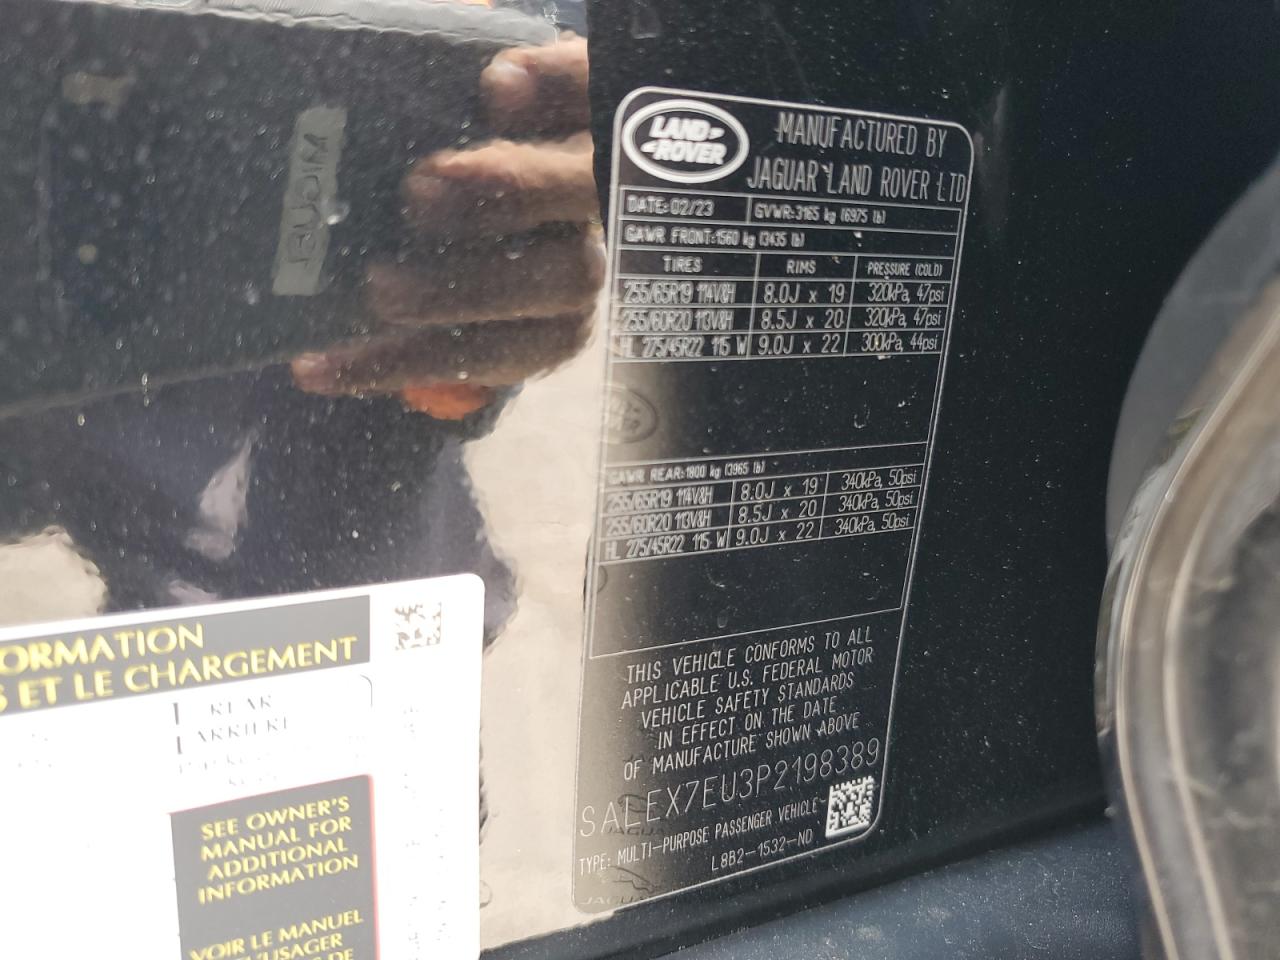 LAND-
-ROVER
MANUFACTURED BY
JAGUAR LAND ROVER LTD
DATE: 02/23 GVWR: 3165 kg (6975 lb)
GAWR FRONT: 1560 kg (3435 lb)
TIRES RIMS PRESSURE (COLD)
255/65R19 114V&H 8.0J x 19 320kPa, 47psi
255/60R20 113V&H 8.5J x 20 320kPa, 47psi
HL 275/45R22 115 W 9.0J x 22 300kPa, 44psi
GAWR REAR: 1800 kg (3965 lb)
255/65R19 114V&H 8.0J x 19 340kPa, 50psi
255/60R20 113V&H 8.5J x 20 340kPa, 50psi
HL 275/45R22 115 W 9.0J x 22 340kPa, 50psi
THIS VEHICLE CONFORMS TO ALL
APPLICABLE U.S. FEDERAL MOTOR
VEHICLE SAFETY STANDARDS
IN EFFECT ON THE DATE
OF MANUFACTURE SHOWN ABOVE
SALEX7EU3P2198389
TYPE: MULTI-PURPOSE PASSENGER VEHICLE
L8B2-1532-ND
JAGUAR
ORMATION
S ET LE CHARGEMENT
REAR
ARRIERE
SEE OWNER'S
MANUAL FOR
ADDITIONAL
INFORMATION
VOIR LE MANUEL
L'USAGER
DE